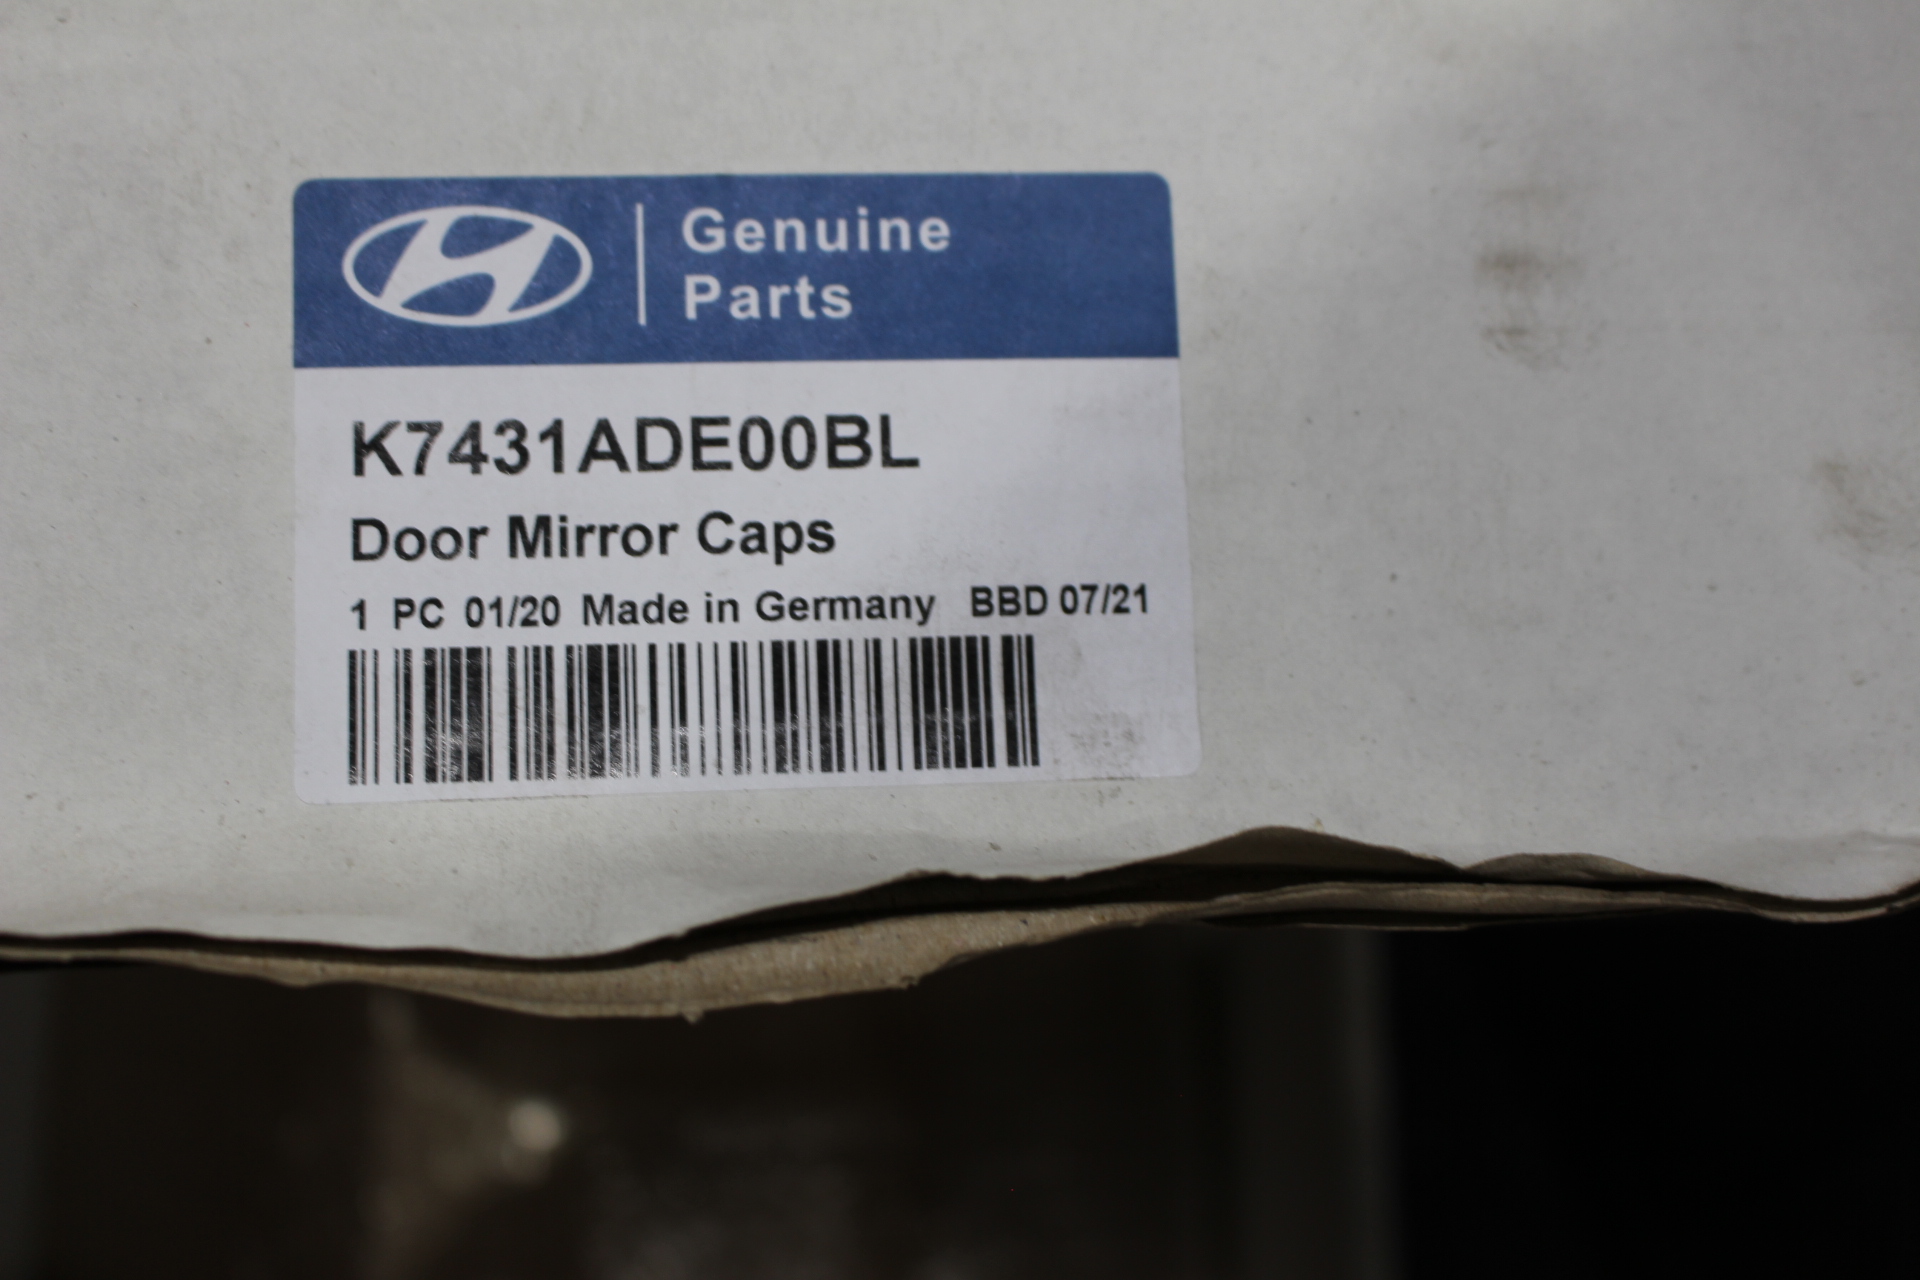 Genuine
Parts
K7431ADE00BL
Door Mirror Caps
1 PC 01/20 Made in Germany BBD 07/21